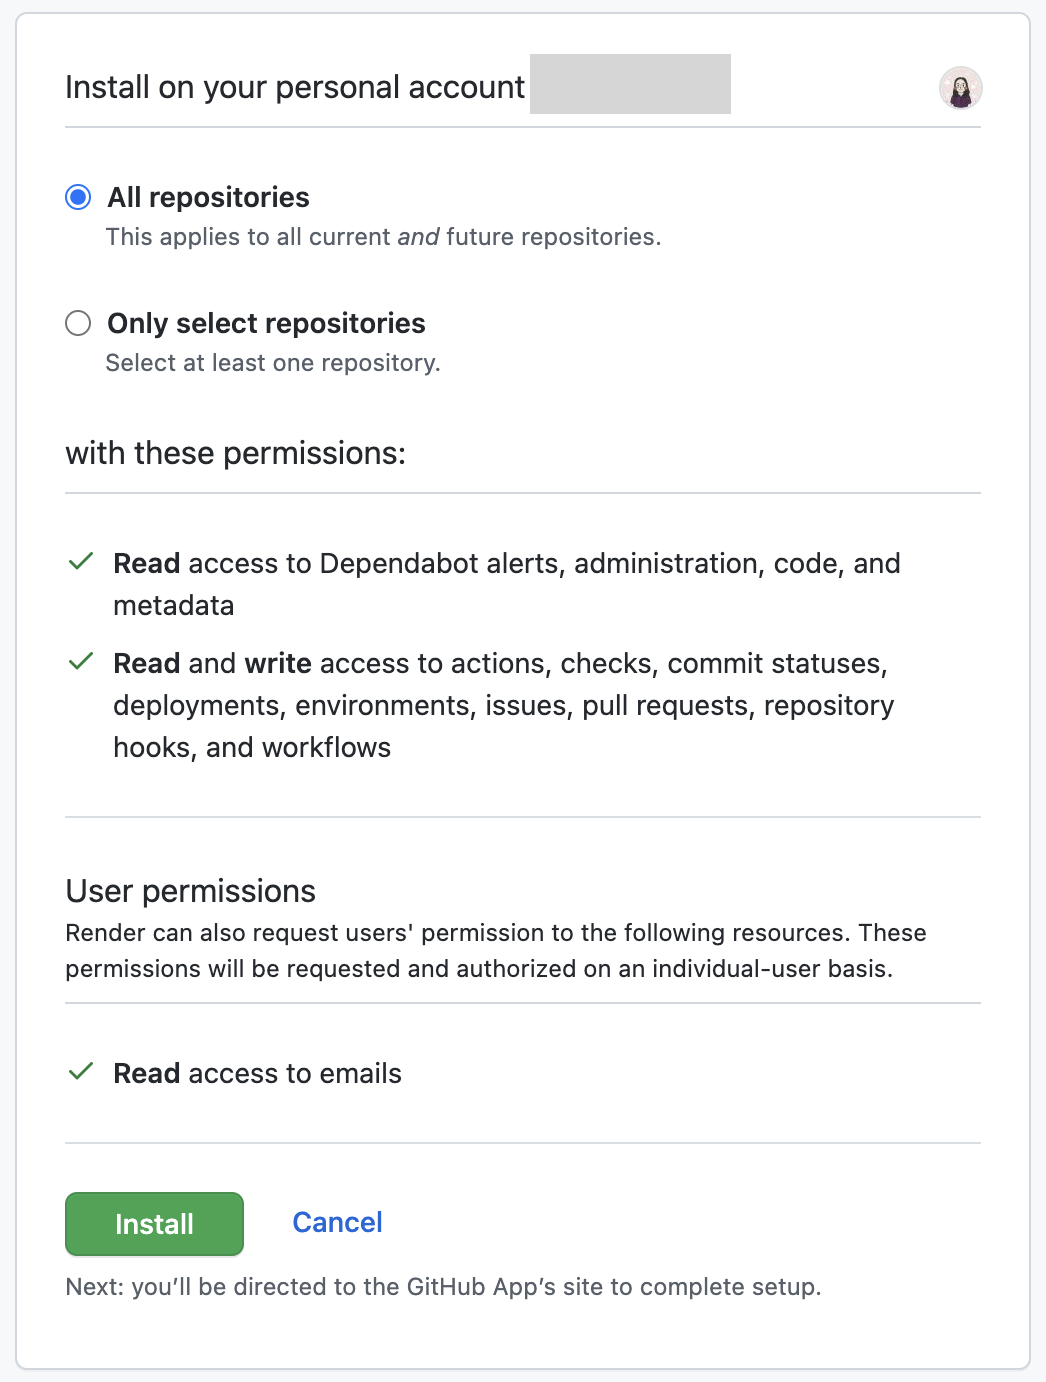 Install on your personal account
All repositories
This applies to all current and future repositories.
Only select repositories
Select at least one repository.
with these permissions:
Read access to Dependabot alerts, administration, code, and
metadata
Read and write access to actions, checks, commit statuses,
deployments, environments, issues, pull requests, repository
hooks, and workflows
User permissions
Render can also request users' permission to the following resources. These
permissions will be requested and authorized on an individual-user basis.
Read access to emails
Install Cancel
Next: you’ll be directed to the GitHub App’s site to complete setup.